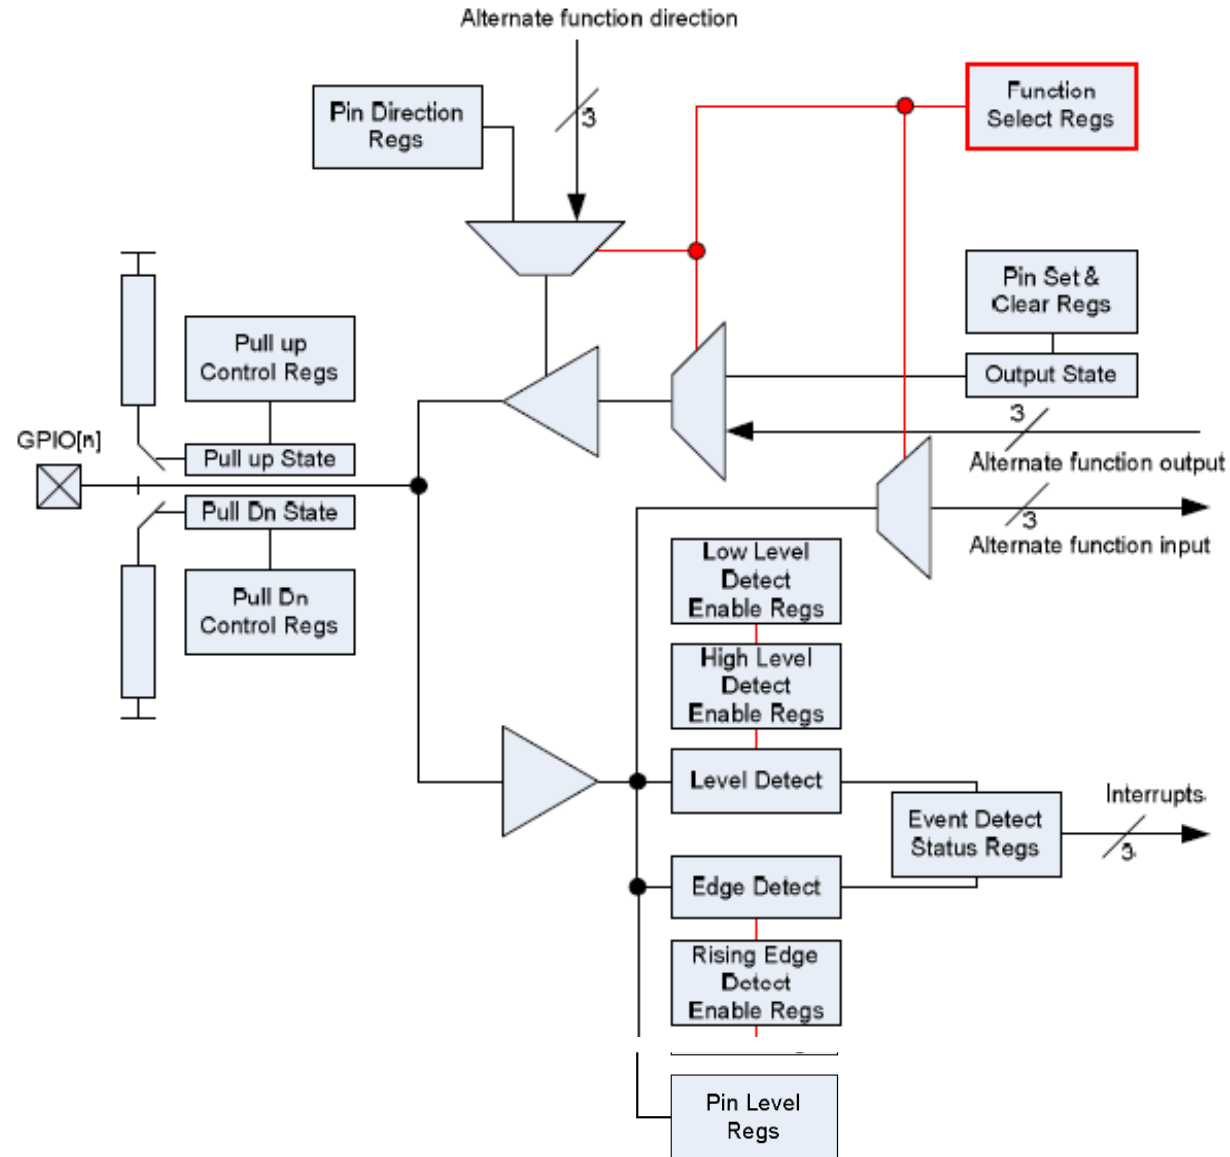 Alternate function direction
Pin Direction
Regs
3
Function
Select Regs
Pin Set &
Clear Regs
Output State
Pull up
Control Regs
GPIO[n]
Pull up State
3
Alternate function output
Pull Dn State
3
Alternate function input
Pull Dn
Control Regs
Low Level
Detect
Enable Regs
High Level
Detect
Enable Regs
Level Detect
Event Detect
Status Regs
Interrupts
3
Edge Detect
Rising Edge
Detect
Enable Regs
Pin Level
Regs